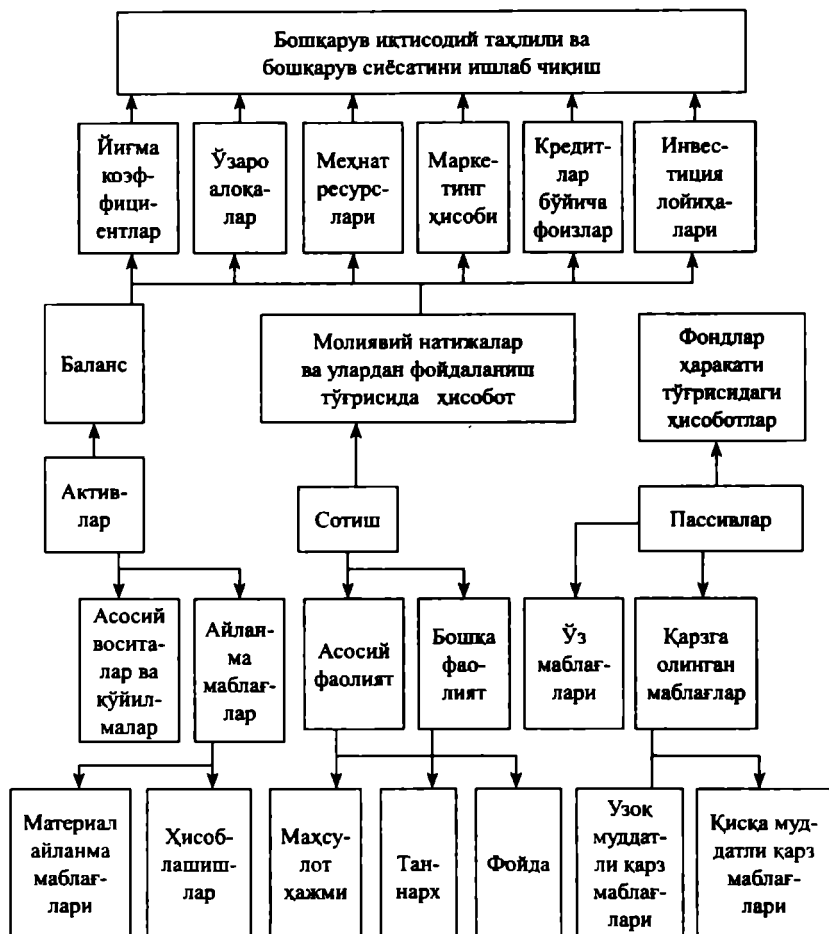 Бошқарув иқтисодий таҳлили ва
бошқарув сиёсатини ишлаб чиқиш
Йиғма
коэф-
фици-
ентлар
Ўзаро
алоқа-
лар
Меҳнат
ресурс-
лари
Марке-
тинг
ҳисоби
Кредит-
лар
бўйича
фоизлар
Инвес-
тиция
лойиҳа-
лари
Баланс
Молиявий натижалар
ва улардан фойдаланиш
тўғрисида ҳисобот
Фондлар
ҳаракати
тўғрисидаги
ҳисоботлар
Актив-
лар
Сотиш
Пассивлар
Асосий
восита-
лар ва
қўйил-
малар
Айлан-
ма
маблағ-
лар
Асосий
фаолият
Бошқа
фао-
лият
Ўз
маблағ-
лари
Қарзга
олинган
маблағлар
Материал
айланма
маблағ-
лари
Ҳисоб-
лашиш-
лар
Маҳсу-
лот
ҳажми
Тан-
нарх
Фойда
Узоқ
муддат-
ли қарз
маблағ-
лари
Қисқа муд-
датли қарз
маблағ-
лари